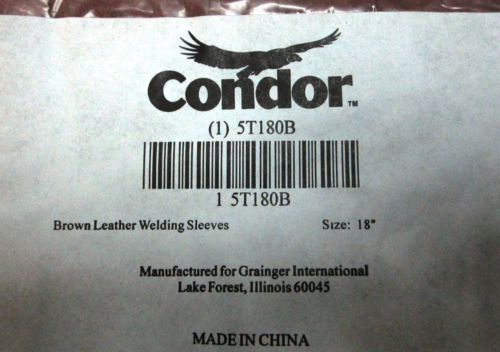 Condor™
(1) 5T180B
1 5T180B
Brown Leather Welding Sleeves Size: 18"
Manufactured for Grainger International
Lake Forest, Illinois 60045
MADE IN CHINA